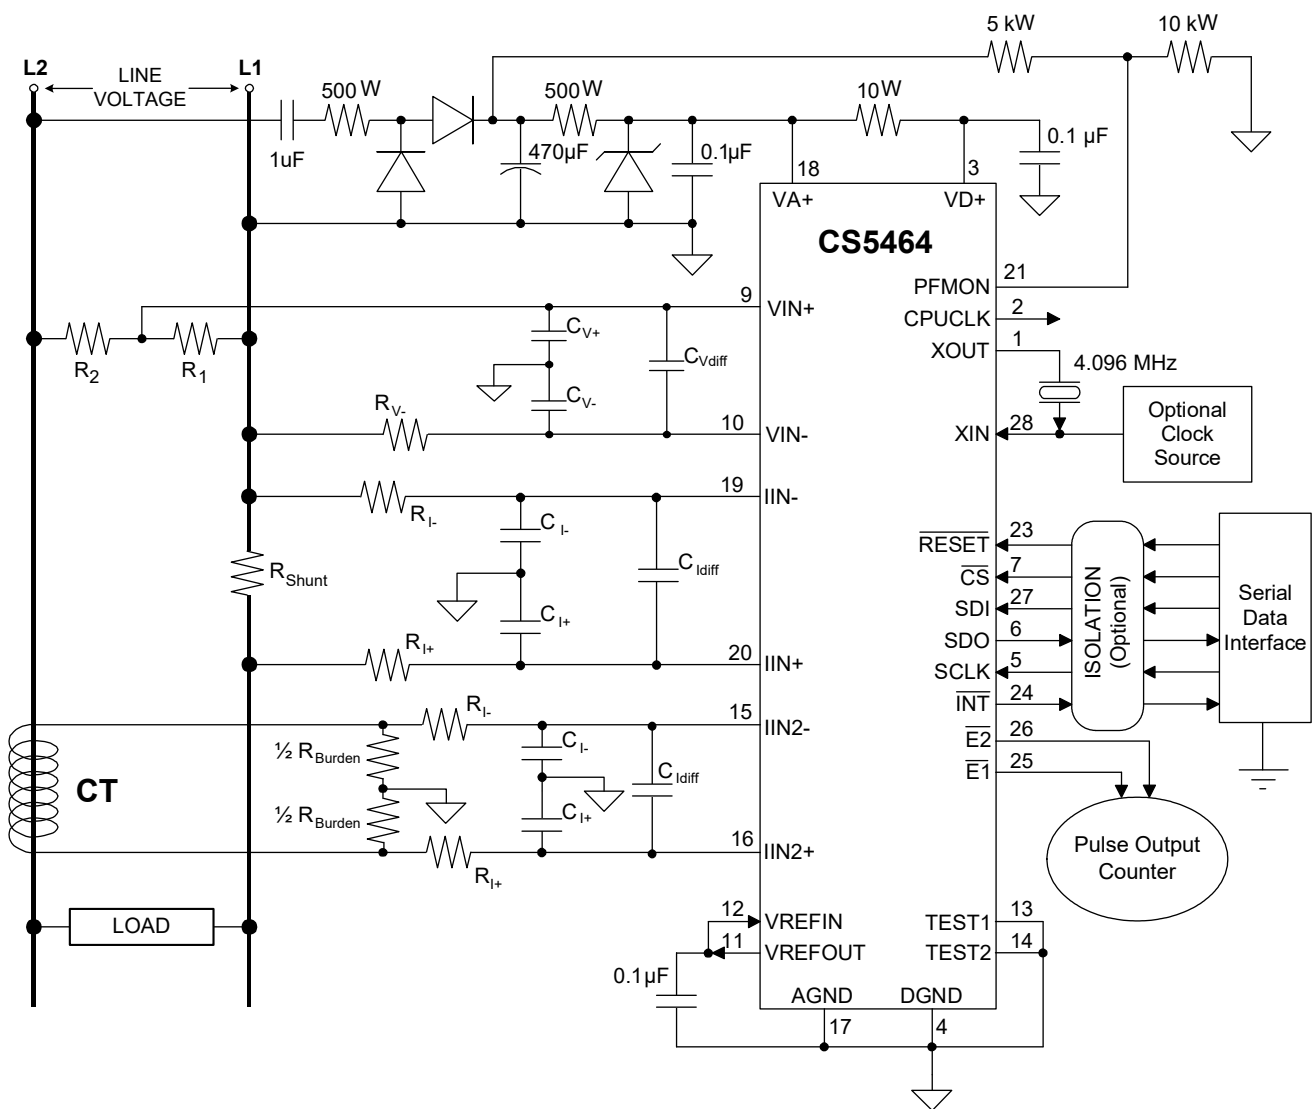 5 kW
10 kW
L2
LINE
VOLTAGE
L1
500W
500W
10W
1uF
470µF
0.1µF
0.1 µF
18
3
VA+
VD+
CS5464
21
PFMON
2
CPUCLK
1
XOUT
4.096 MHz
28
XIN
Optional
Clock
Source
9
VIN+
CV+
CVdiff
CV-
R2
R1
RV-
10
VIN-
19
IIN-
RI-
C I-
C Idiff
C I+
RShunt
RI+
20
IIN+
23
RESET
7
CS
27
SDI
6
SDO
5
SCLK
24
INT
26
E2
25
E1
ISOLATION
(Optional)
Serial
Data
Interface
Pulse Output
Counter
RI-
15
IIN2-
½ RBurden
CI-
CIdiff
CT
½ RBurden
CI+
16
IIN2+
RI+
LOAD
12
VREFIN
11
VREFOUT
0.1µF
13
TEST1
14
TEST2
AGND
DGND
17
4